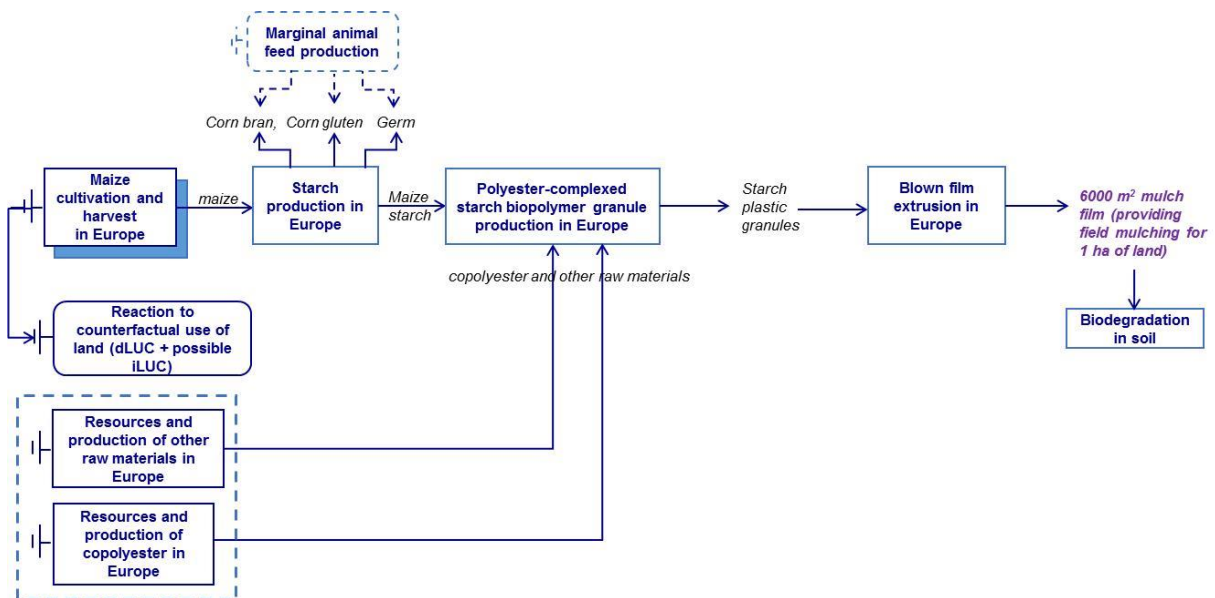 Marginal animal
feed production
Corn bran, Corn gluten Germ
Maize
cultivation and
harvest
in Europe
maize
Starch
production in
Europe
Maize
starch
Polyester-complexed
starch biopolymer granule
production in Europe
Starch
plastic
granules
Blown film
extrusion in
Europe
6000 m² mulch
film (providing
field mulching for
1 ha of land)
copolyester and other raw materials
Biodegradation
in soil
Reaction to
counterfactual use of
land (dLUC + possible
iLUC)
Resources and
production of other
raw materials in
Europe
Resources and
production of
copolyester in
Europe